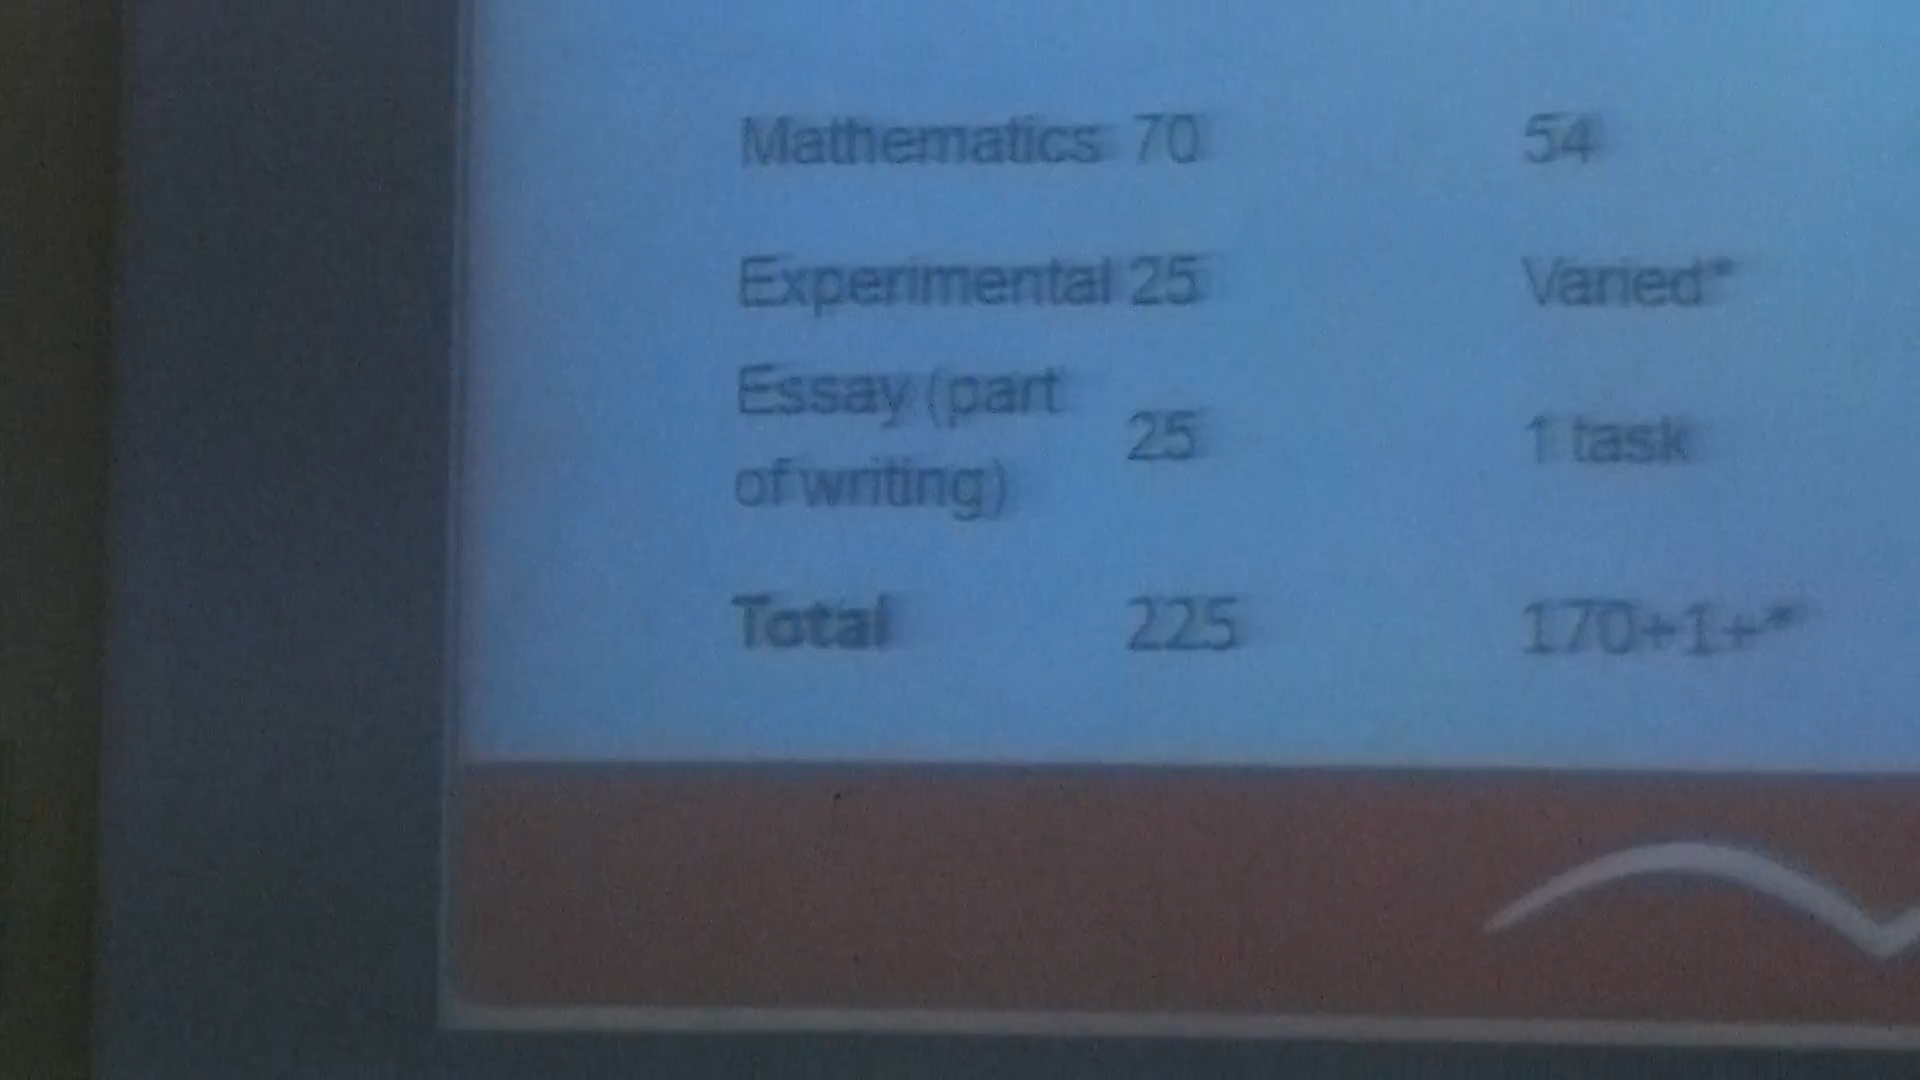 Mathematics 70 54
Experimental 25 Varied*
Essay (part
of writing) 25 1 task
Total 225 170+1+*